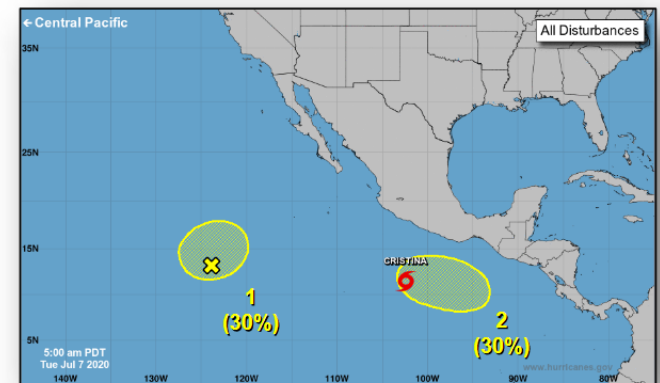 ← Central Pacific
All Disturbances
35N
25N
15N
5N
CRISTINA
1
(30%)
2
(30%)
5:00 am PDT
Tue Jul 7 2020
www.hurricanes.gov
140W 130W 120W 110W 100W 90W 80W